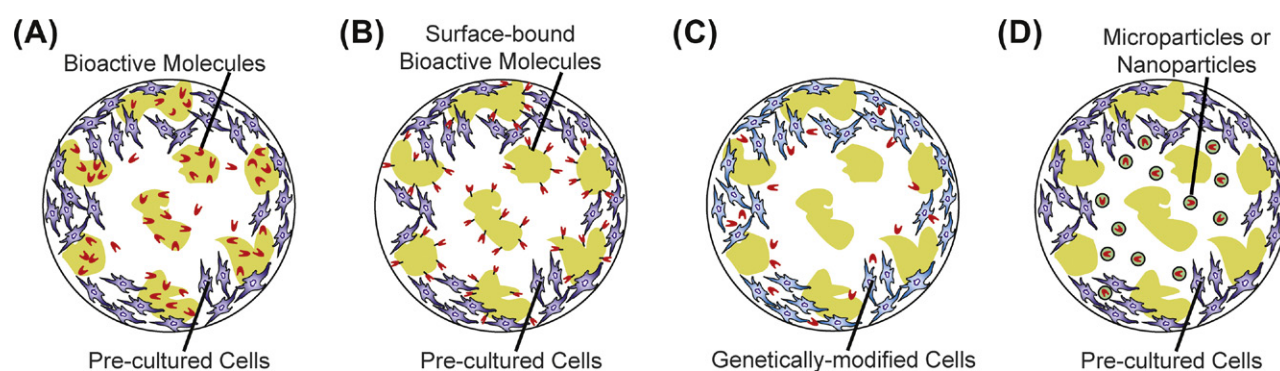 (A)
Bioactive Molecules
Pre-cultured Cells
(B)
Surface-bound
Bioactive Molecules
Pre-cultured Cells
(C)
Genetically-modified Cells
(D)
Microparticles or
Nanoparticles
Pre-cultured Cells